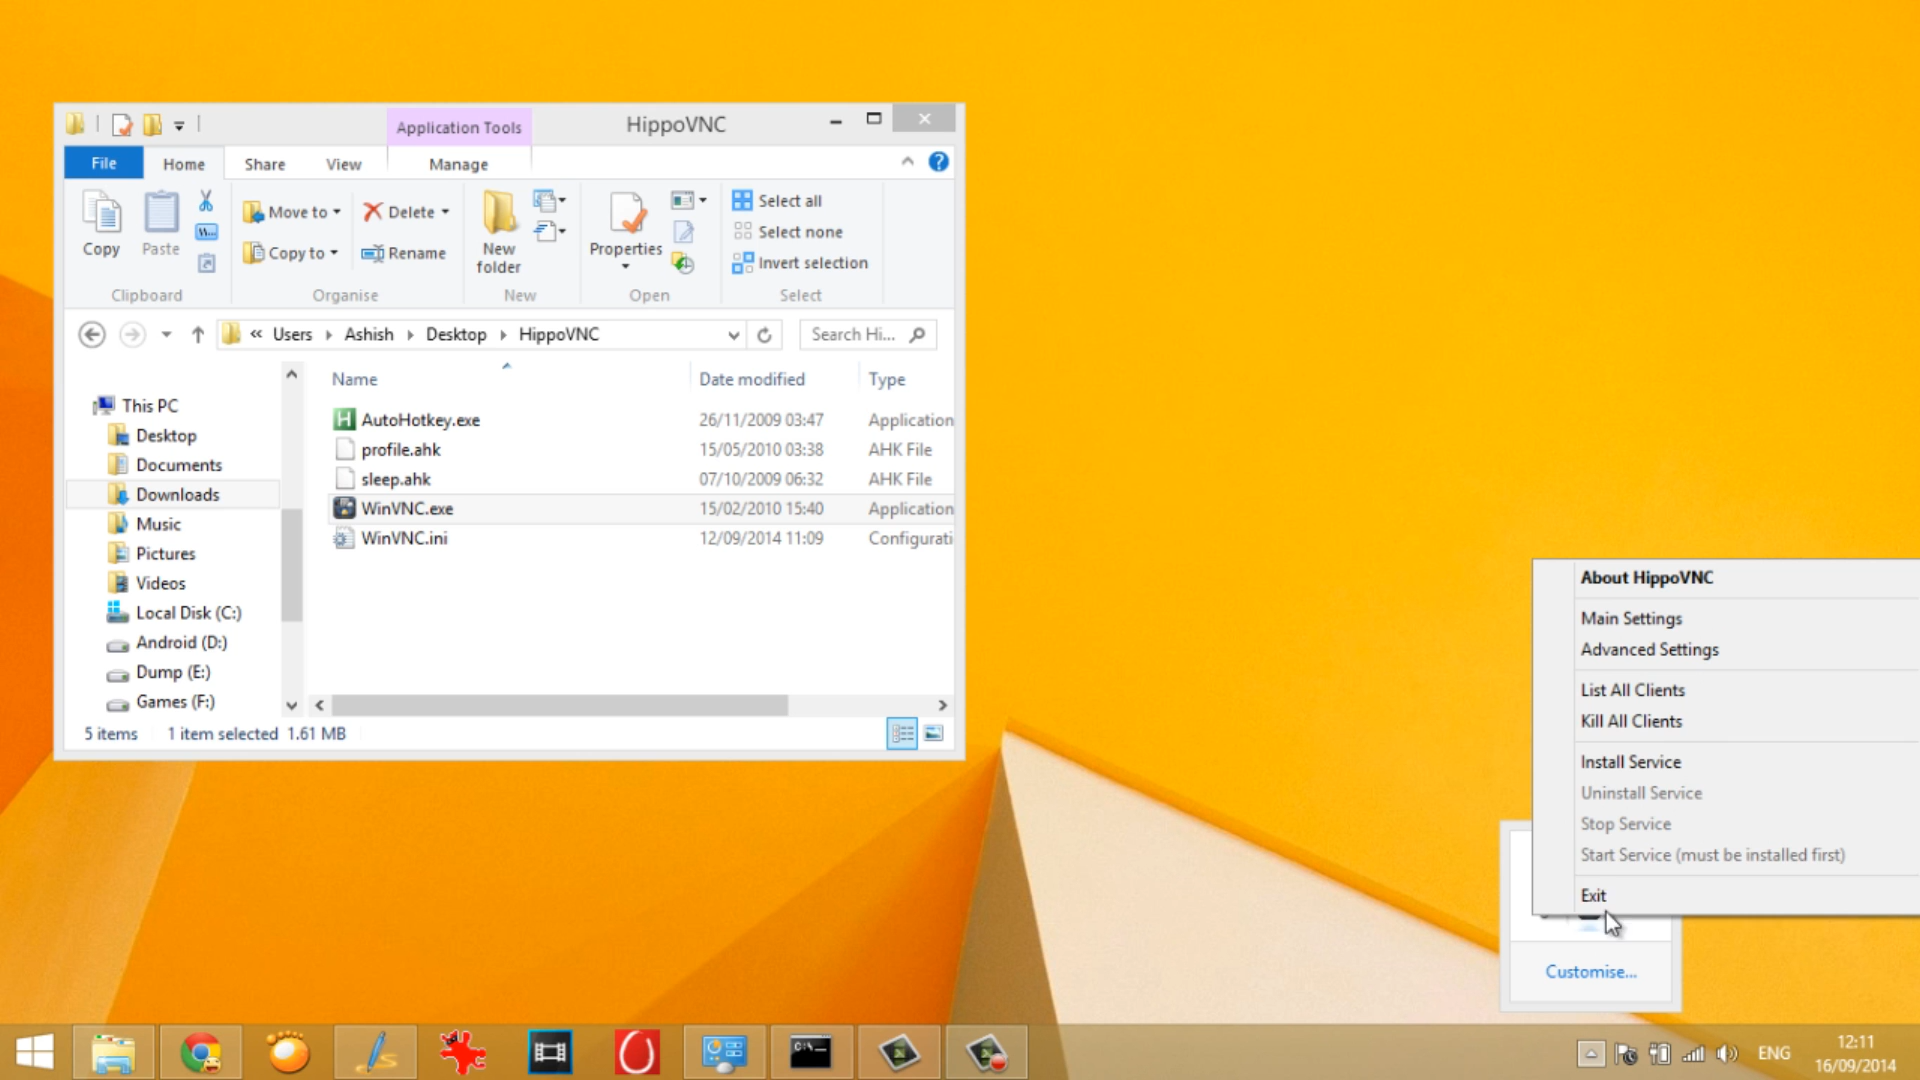 Application Tools
HippoVNC
File
Home
Share
View
Manage
Copy
Paste
Move to
Copy to
Delete
Rename
New
folder
Properties
Select all
Select none
Invert selection
Clipboard
Organise
New
Open
Select
« Users
Ashish
Desktop
HippoVNC
Search Hi...
Name
Date modified
Type
This PC
Desktop
Documents
Downloads
Music
Pictures
Videos
Local Disk (C:)
Android (D:)
Dump (E:)
Games (F:)
AutoHotkey.exe 26/11/2009 03:47 Application
profile.ahk 15/05/2010 03:38 AHK File
sleep.ahk 07/10/2009 06:32 AHK File
WinVNC.exe 15/02/2010 15:40 Application
WinVNC.ini 12/09/2014 11:09 Configurati
5 items 1 item selected 1.61 MB
About HippoVNC
Main Settings
Advanced Settings
List All Clients
Kill All Clients
Install Service
Uninstall Service
Stop Service
Start Service (must be installed first)
Exit
Customise...
C:\
ENG
12:11
16/09/2014